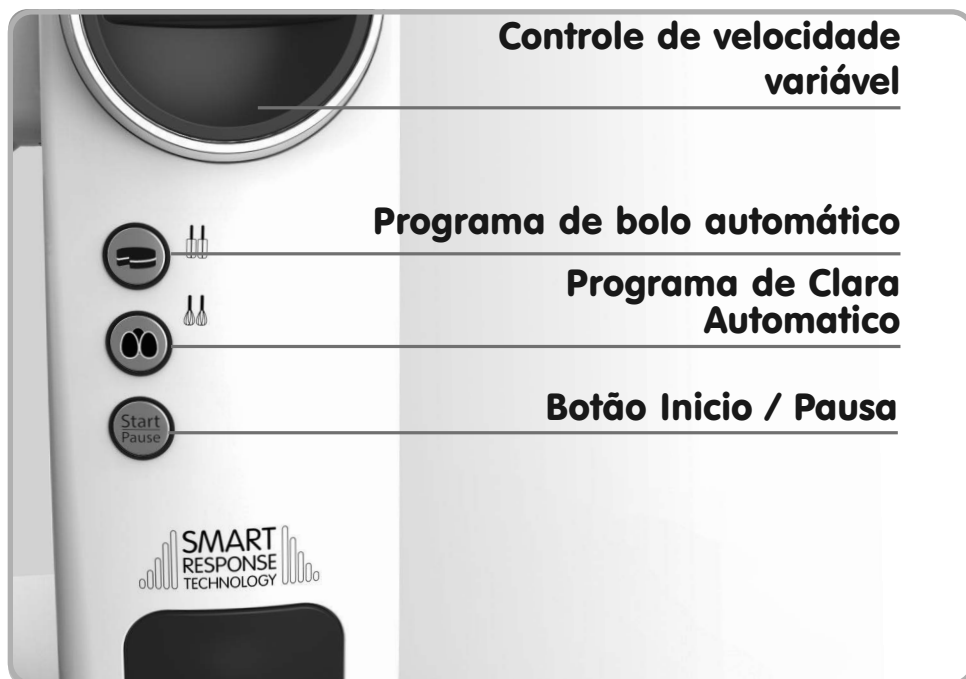 Controle de velocidade
variável
Programa de bolo automático
Programa de Clara
Automatico
Botão Inicio / Pausa
Start
Pause
SMART
RESPONSE
TECHNOLOGY